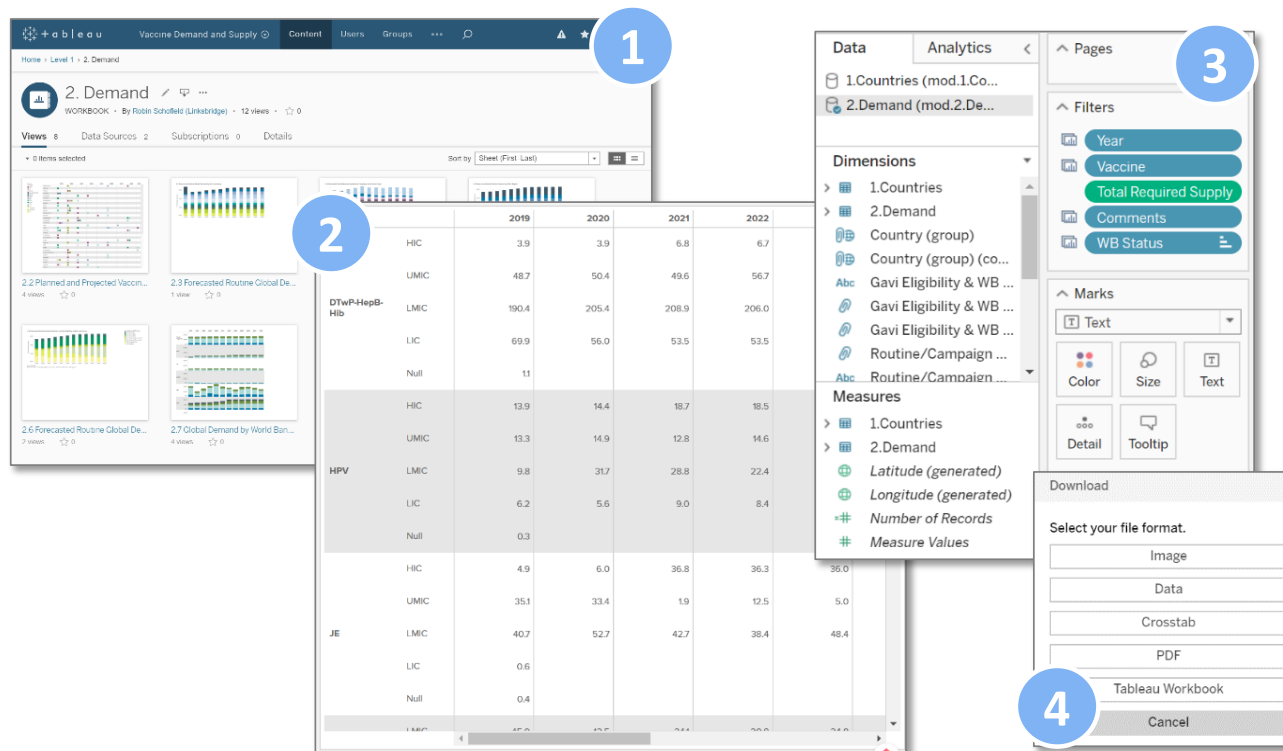 + a b | e a u Vaccine Demand and Supply Content Users Groups •••
1
Home › Level 1 › 2. Demand
2. Demand
WORKBOOK • By Robin Schofield (Linksbridge) • 12 views • 0
Views 8 Data Sources 2 Subscriptions 0 Details
0 items selected
Sort by Sheet (First Last)
2.2 Planned and Projected Vaccin...
4 views 0
2.3 Forecasted Routine Global De...
1 view 0
2.6 Forecasted Routine Global De...
2 views 0
2.7 Global Demand by World Ban...
4 views 0
2
2019 2020 2021 2022
DTwP-HepB-
Hib
HIC 3.9 3.9 6.8 6.7
UMIC 48.7 50.4 49.6 56.7
LMIC 190.4 205.4 208.9 206.0
LIC 69.9 56.0 53.5 53.5
Null 1.1
HPV
HIC 13.9 14.4 18.7 18.5
UMIC 13.3 14.9 12.8 14.6
LMIC 9.8 31.7 28.8 22.4
LIC 6.2 5.6 9.0 8.4
Null 0.3
JE
HIC 4.9 6.0 36.8 36.3 36.0
UMIC 35.1 33.4 1.9 12.5 5.0
LMIC 40.7 52.7 42.7 38.4 48.4
LIC 0.6
Null 0.4
3
Data Analytics
1.Countries (mod.1.Co...
2.Demand (mod.2.De...
Dimensions
1.Countries
2.Demand
Country (group)
Country (group) (co...
Abc Gavi Eligibility & WB ...
Gavi Eligibility & WB ...
Gavi Eligibility & WB ...
Routine/Campaign ...
Abc Routine/Campaign ...
Measures
1.Countries
2.Demand
Latitude (generated)
Longitude (generated)
=# Number of Records
# Measure Values
Pages
Filters
Year
Vaccine
Total Required Supply
Comments
WB Status
Marks
T Text
Color Size Text
Detail Tooltip
Download
Select your file format.
Image
Data
Crosstab
PDF
Tableau Workbook
Cancel
4